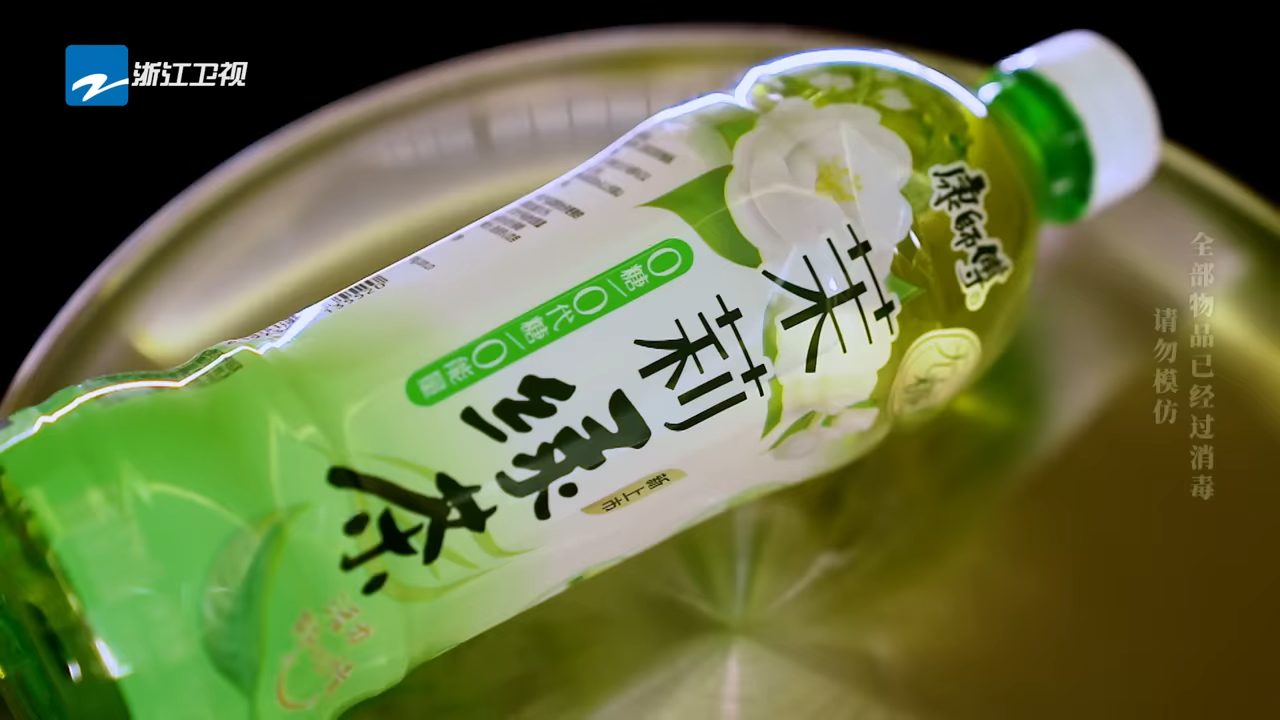 浙江卫视
康师傅
茉莉
绿茶
0糖/0代糖/0能量
新上市
全部物品已经过消毒
请勿模仿